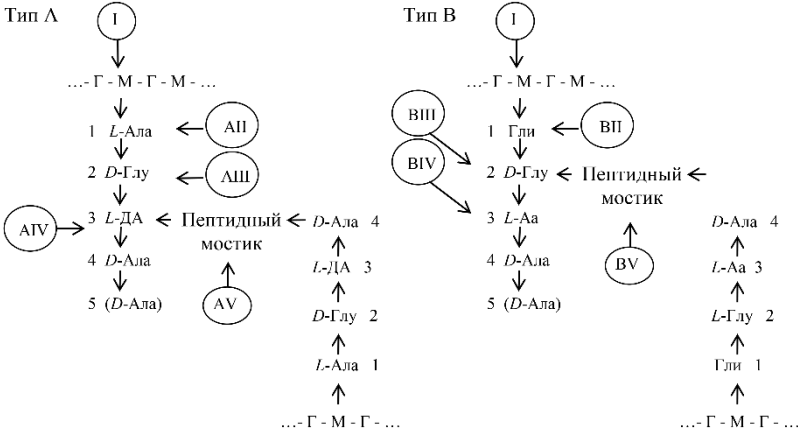 Тип А
I
...- Г - М - Г - М - ...
1 L-Ала
AII
2 D-Глу
AIII
AIV
3 L-ДА
Пептидный
мостик
4 D-Ала
5 (D-Ала)
AV
D-Ала 4
L-ДА 3
D-Глу 2
L-Ала 1
...- Г - М - Г - ...
Тип В
I
...- Г - М - Г - М - ...
BIII
1 Гли
BII
BIV
2 D-Глу
Пептидный
мостик
3 L-Аа
4 D-Ала
5 (D-Ала)
BV
D-Ала 4
L-Аа 3
L-Глу 2
Гли 1
...- Г - М - Г - ...